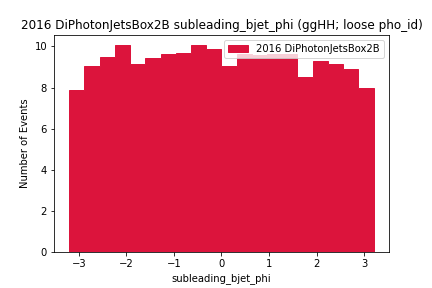 2016 DiPhotonJetsBox2B subleading_bjet_phi (ggHH; loose pho_id)
2016 DiPhotonJetsBox2B
Number of Events
10
8
6
4
2
0
−3 −2 −1 0 1 2 3
subleading_bjet_phi